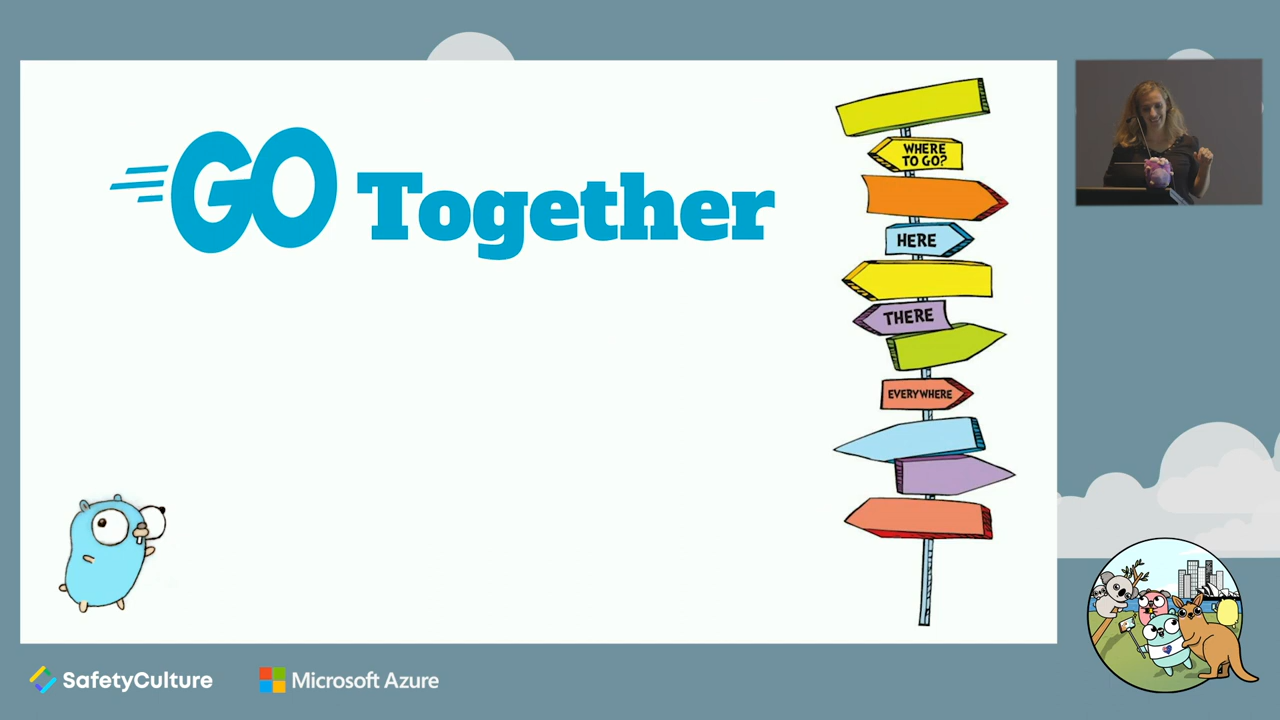 GO Together
WHERE
TO GO?
HERE
THERE
EVERYWHERE
SafetyCulture
Microsoft Azure